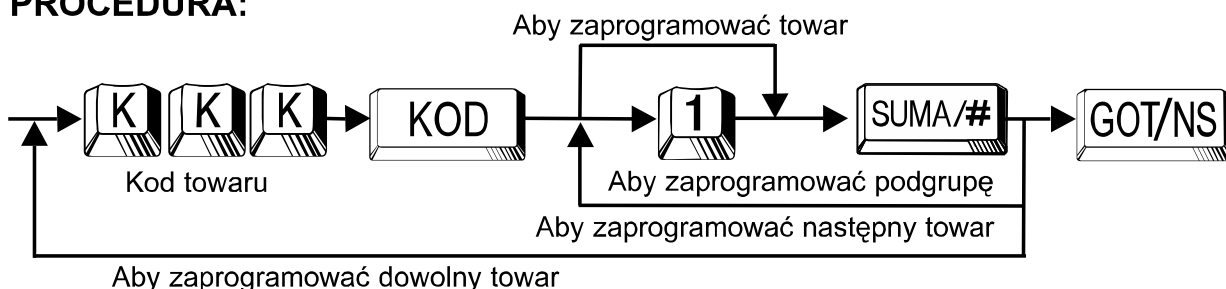 PROCEDURA:
Aby zaprogramować towar
K K K KOD 1 SUMA/# GOT/NS
Kod towaru
Aby zaprogramować podgrupę
Aby zaprogramować następny towar
Aby zaprogramować dowolny towar